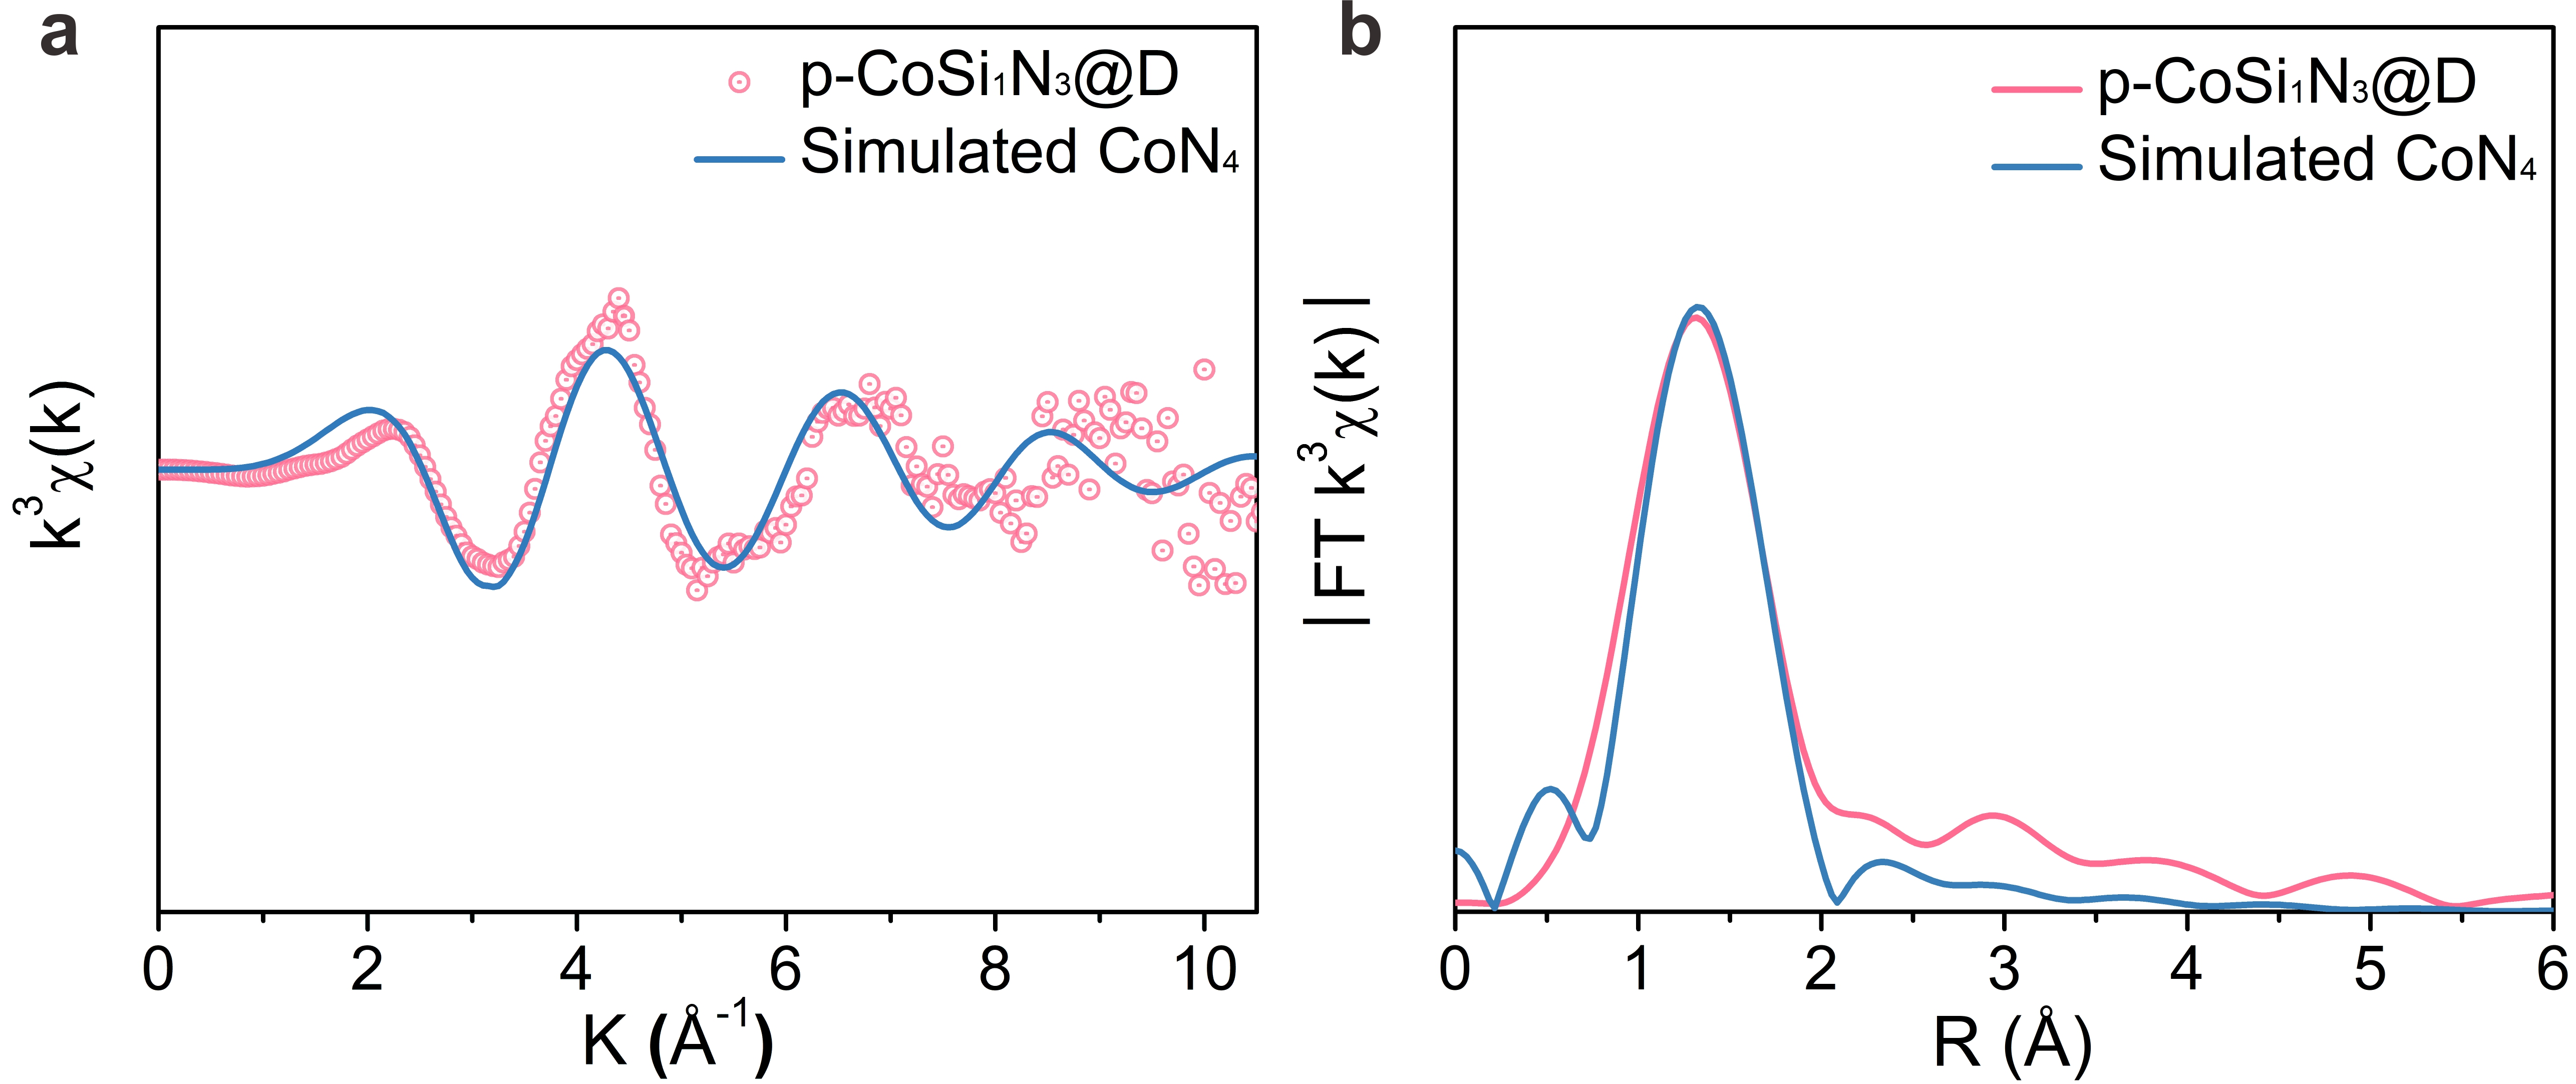 a
p-CoSi₁N₃@D
Simulated CoN₄
k³χ(k)
0 2 4 6 8 10
K (Å⁻¹)
b
p-CoSi₁N₃@D
Simulated CoN₄
|FT k³χ(k)|
0 1 2 3 4 5 6
R (Å)